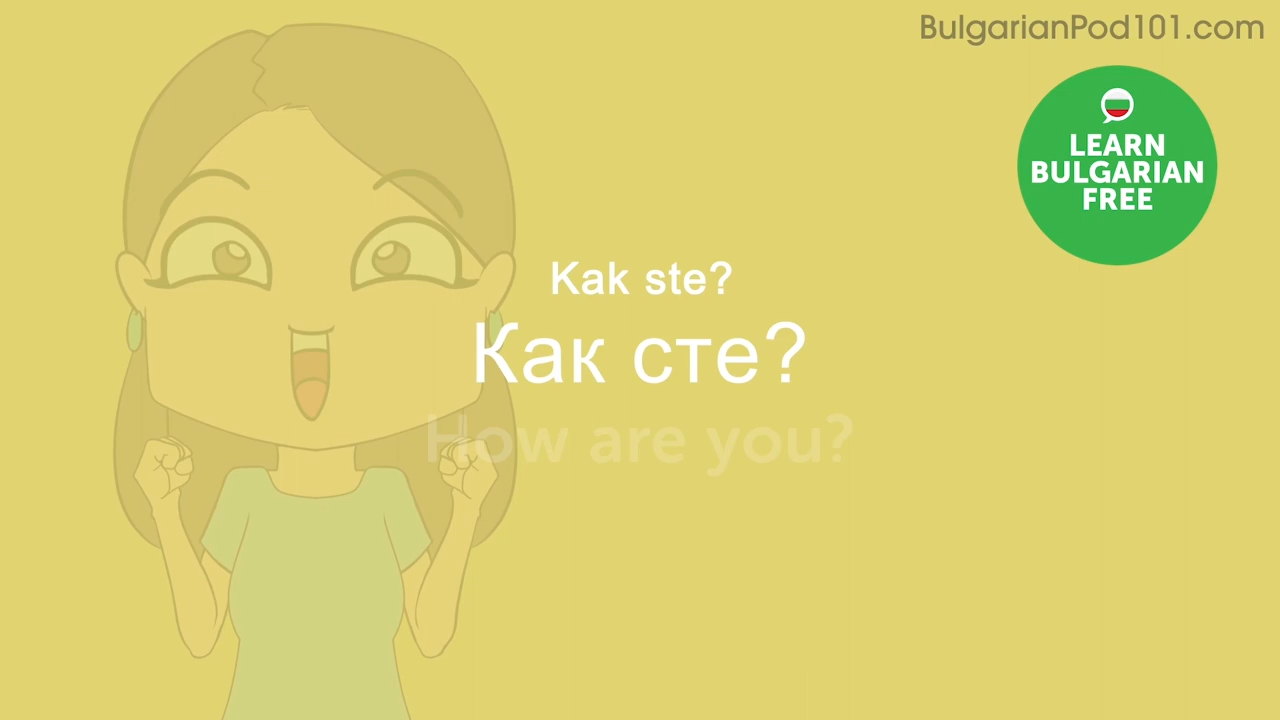 BulgarianPod101.com
LEARN
BULGARIAN
FREE
Kak ste?
Как сте?
How are you?